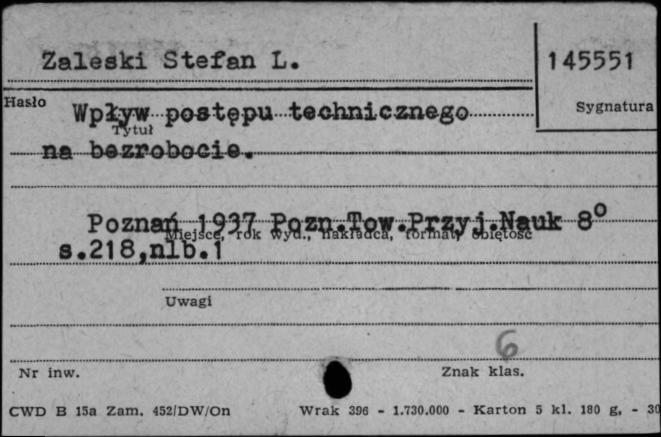 Zaleski Stefan L.
145551
Hasło
Sygnatura
Wpływ postępu technicznego
Tytuł
na bezrobocie.
Poznań 1937 Pozn.Tow.Przyj.Nauk 8°
Miejsce, rok wyd., nakładca, format, objętość
s.218,nlb.1
Uwagi
6
Nr inw.
Znak klas.
CWD B 15a Zam. 452/DW/On Wrak 396 - 1.730.000 - Karton 5 kl. 180 g, - 30